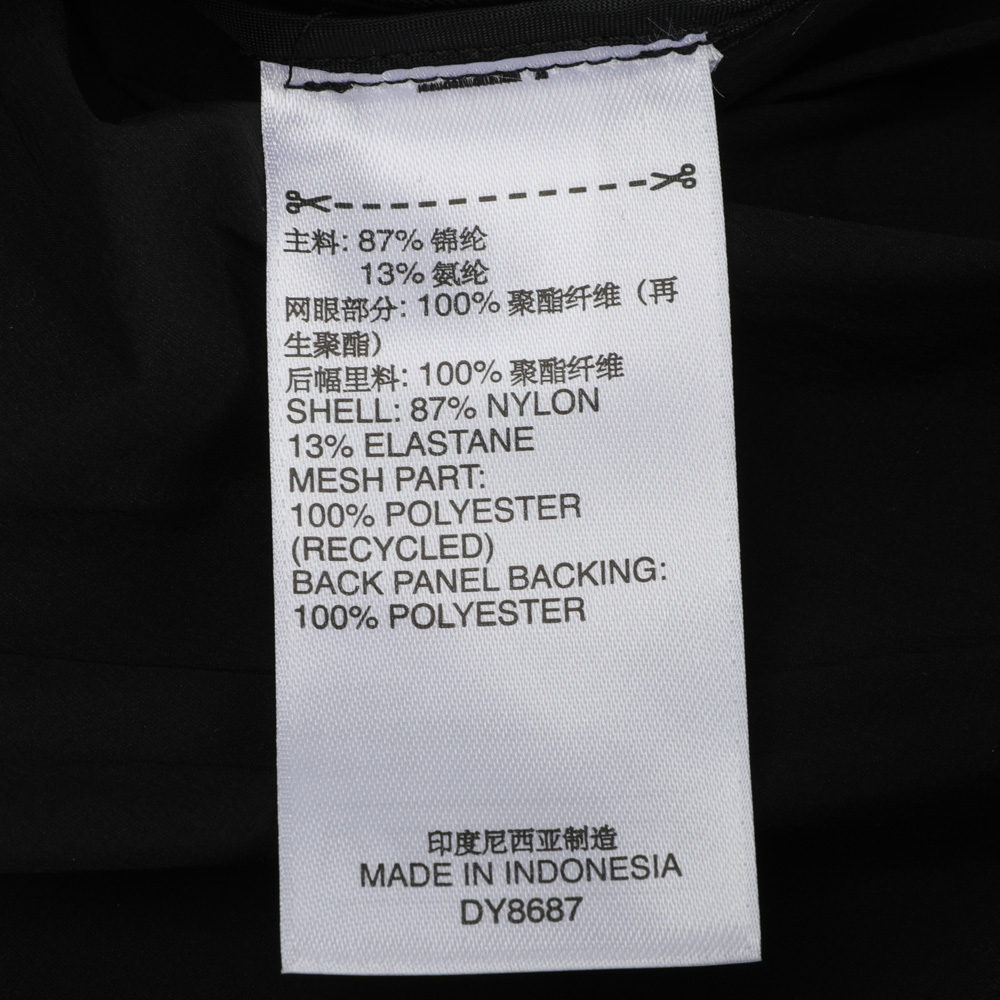 主料: 87% 锦纶
13% 氨纶
网眼部分: 100% 聚酯纤维（再
生聚酯）
后幅里料: 100% 聚酯纤维
SHELL: 87% NYLON
13% ELASTANE
MESH PART:
100% POLYESTER
(RECYCLED)
BACK PANEL BACKING:
100% POLYESTER
印度尼西亚制造
MADE IN INDONESIA
DY8687